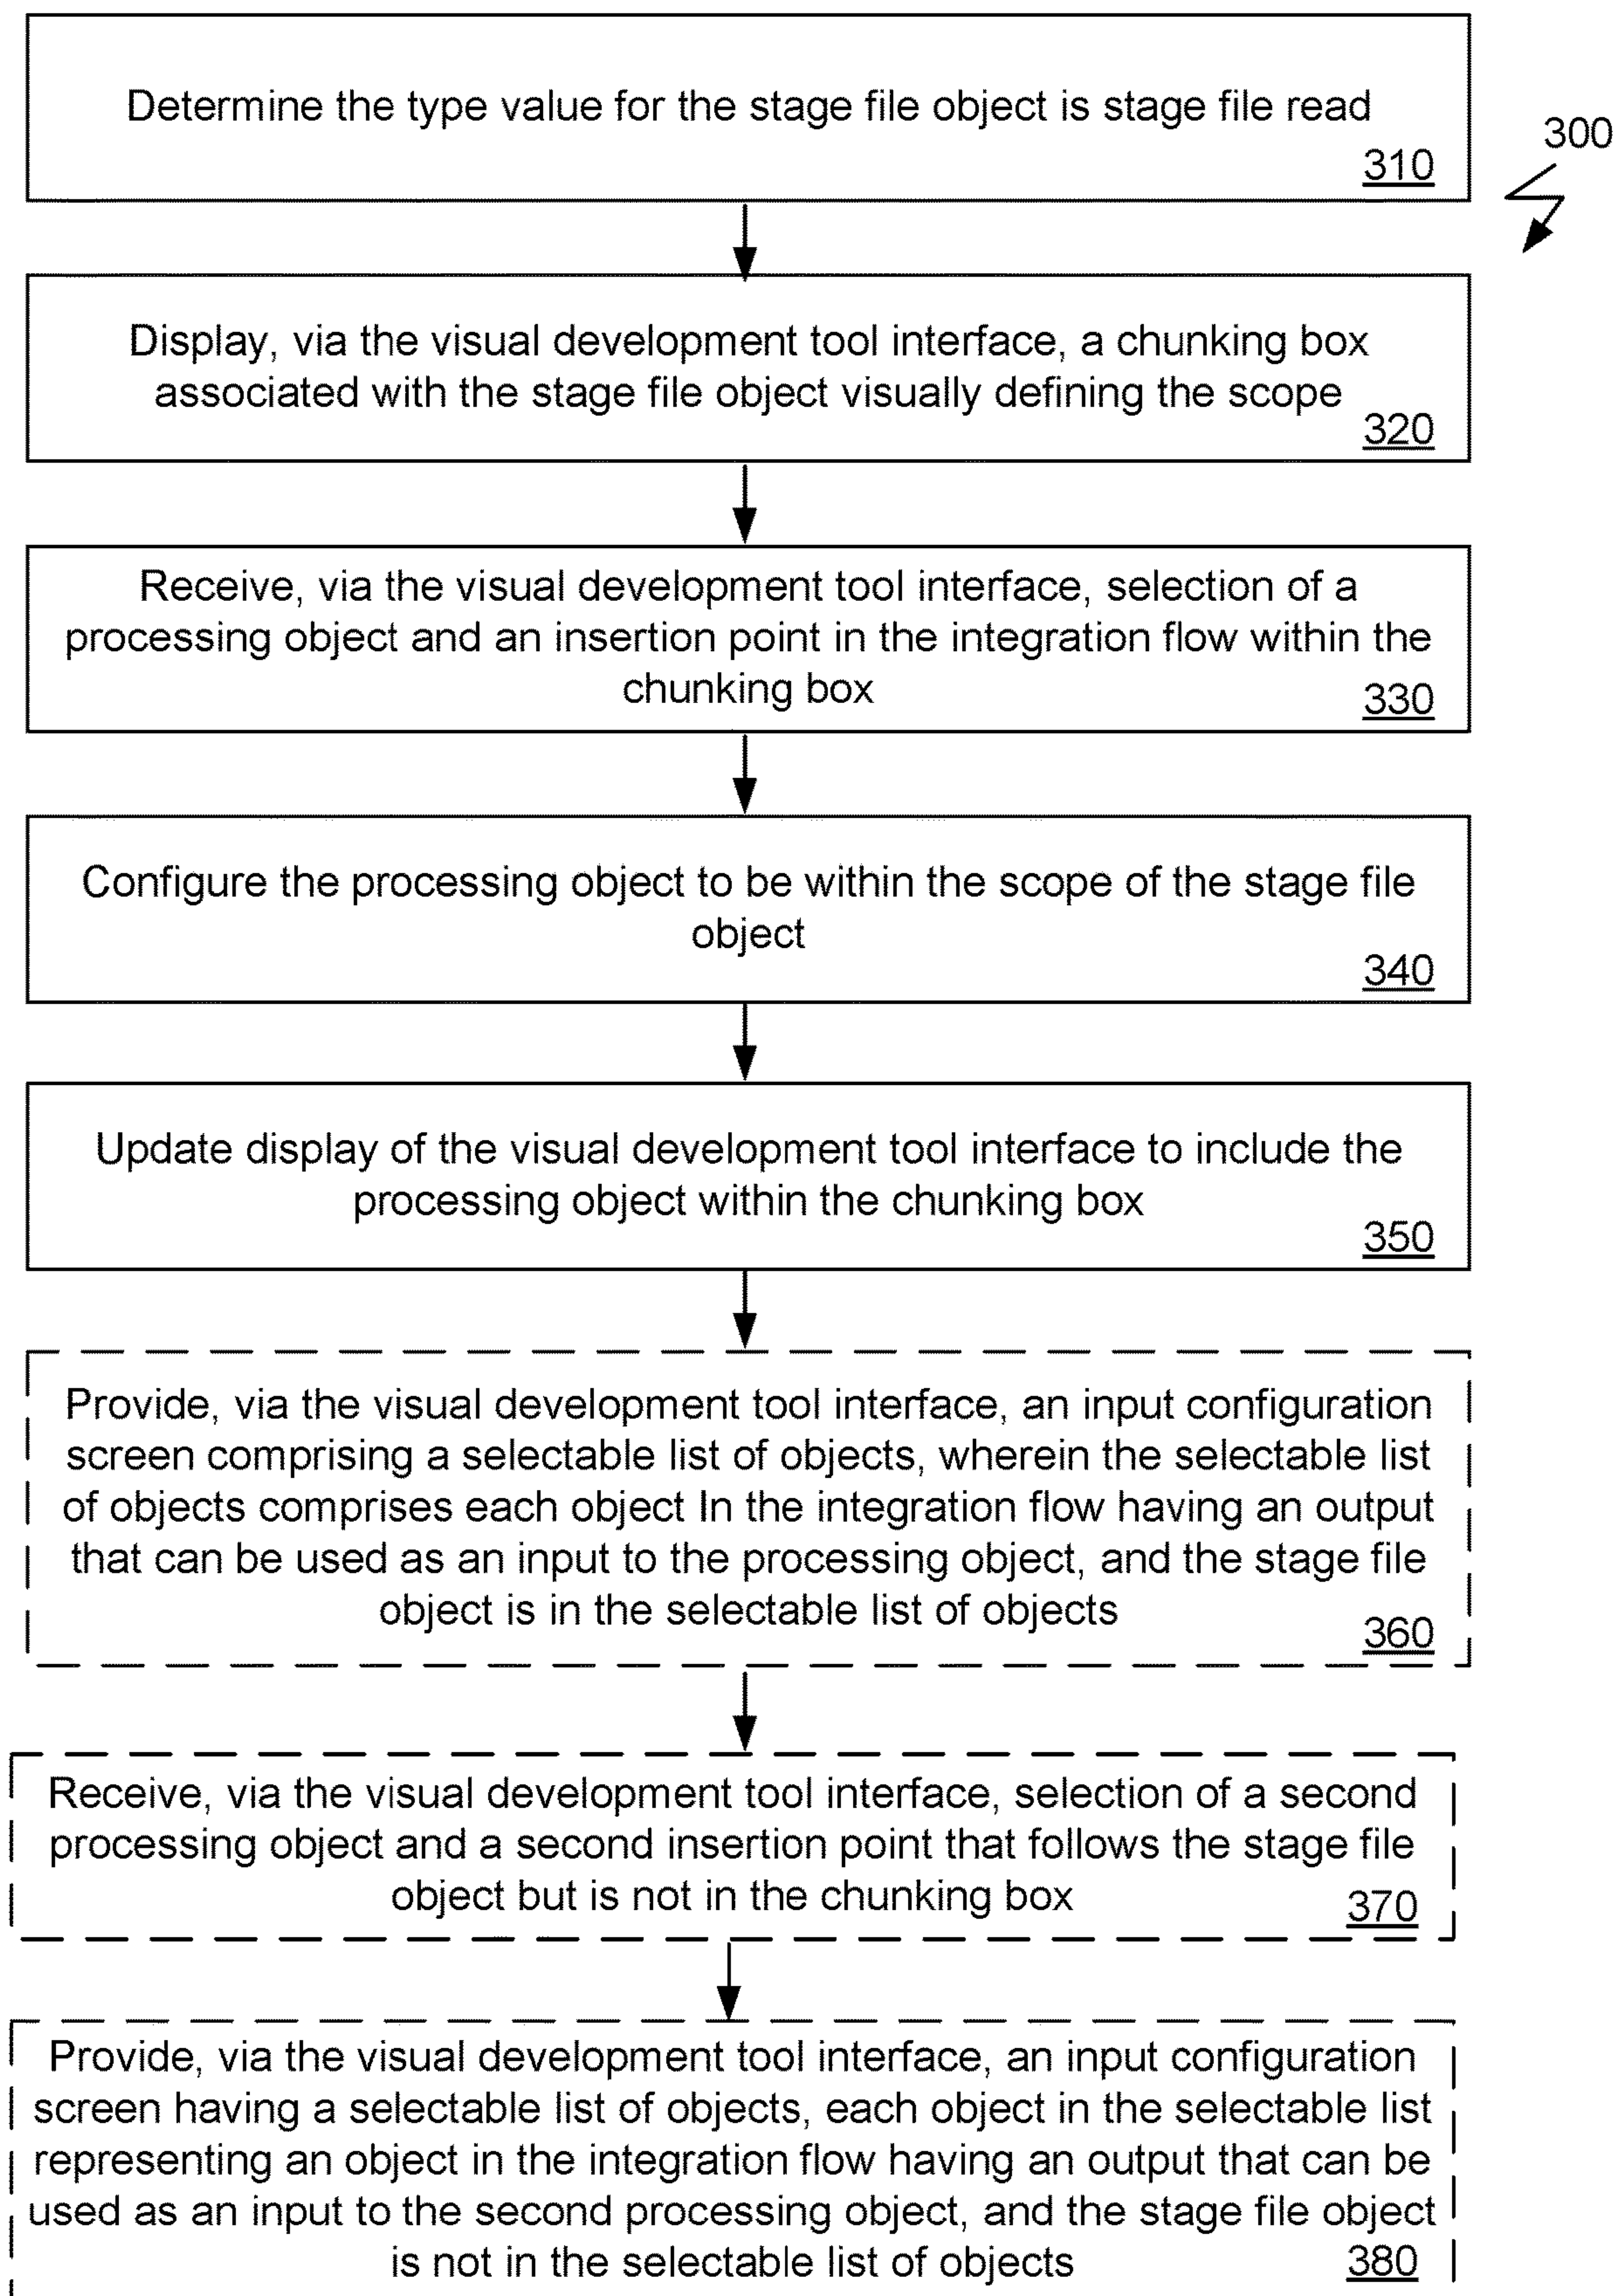 Determine the type value for the stage file object is stage file read
310
300
Display, via the visual development tool interface, a chunking box
associated with the stage file object visually defining the scope
320
Receive, via the visual development tool interface, selection of a
processing object and an insertion point in the integration flow within the
chunking box
330
Configure the processing object to be within the scope of the stage file
object
340
Update display of the visual development tool interface to include the
processing object within the chunking box
350
Provide, via the visual development tool interface, an input configuration
screen comprising a selectable list of objects, wherein the selectable list
of objects comprises each object In the integration flow having an output
that can be used as an input to the processing object, and the stage file
object is in the selectable list of objects
360
Receive, via the visual development tool interface, selection of a second
processing object and a second insertion point that follows the stage file
object but is not in the chunking box
370
Provide, via the visual development tool interface, an input configuration
screen having a selectable list of objects, each object in the selectable list
representing an object in the integration flow having an output that can be
used as an input to the second processing object, and the stage file object
is not in the selectable list of objects
380